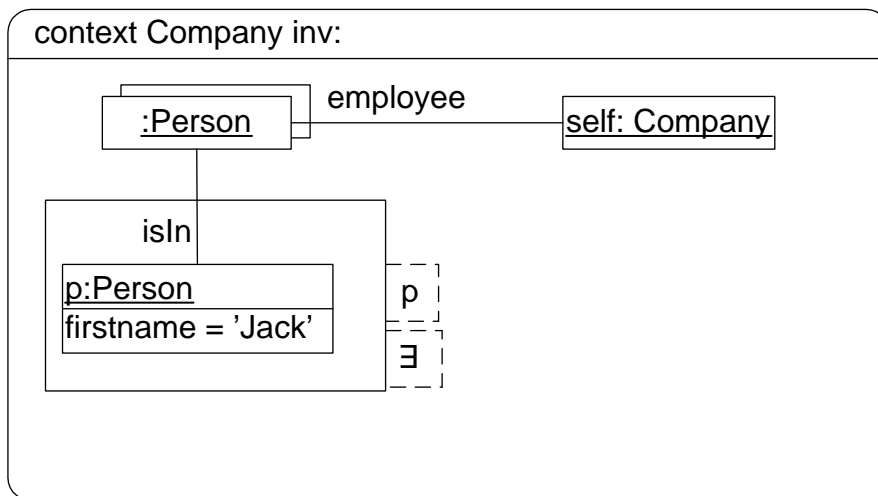 context Company inv:
:Person
employee
self: Company
isIn
p:Person
firstname = ’Jack’
p
∃